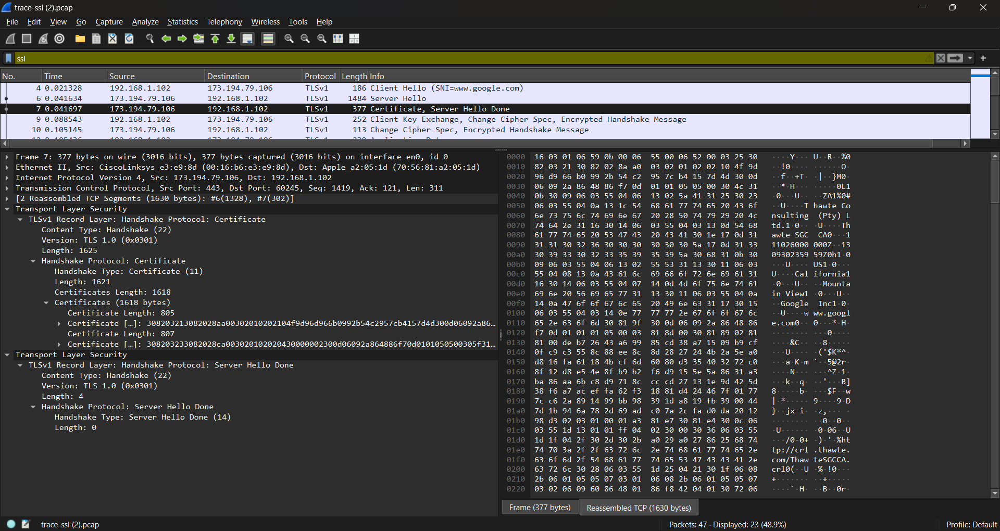 trace-ssl (2).pcap
File Edit View Go Capture Analyze Statistics Telephony Wireless Tools Help
ssl
No. Time Source Destination Protocol Length Info
4 0.021328 192.168.1.102 173.194.79.106 TLSv1 186 Client Hello (SNI=www.google.com)
6 0.041634 173.194.79.106 192.168.1.102 TLSv1 1484 Server Hello
7 0.041697 173.194.79.106 192.168.1.102 TLSv1 377 Certificate, Server Hello Done
9 0.088543 192.168.1.102 173.194.79.106 TLSv1 252 Client Key Exchange, Change Cipher Spec, Encrypted Handshake Message
10 0.105145 173.194.79.106 192.168.1.102 TLSv1 113 Change Cipher Spec, Encrypted Handshake Message
Frame 7: 377 bytes on wire (3016 bits), 377 bytes captured (3016 bits) on interface en0, id 0
Ethernet II, Src: CiscoLinksys_e3:e9:8d (00:16:b6:e3:e9:8d), Dst: Apple_a2:05:1d (70:56:81:a2:05:1d)
Internet Protocol Version 4, Src: 173.194.79.106, Dst: 192.168.1.102
Transmission Control Protocol, Src Port: 443, Dst Port: 60245, Seq: 1419, Ack: 121, Len: 311
[2 Reassembled TCP Segments (1630 bytes): #6(1328), #7(302)]
Transport Layer Security
TLSv1 Record Layer: Handshake Protocol: Certificate
Content Type: Handshake (22)
Version: TLS 1.0 (0x0301)
Length: 1625
Handshake Protocol: Certificate
Handshake Type: Certificate (11)
Length: 1621
Certificates Length: 1618
Certificates (1618 bytes)
Certificate Length: 805
Certificate […]: 308203213082028aa00302010202104f9d96d966b0992b54c2957cb4157d4d300d06092a86…
Certificate Length: 807
Certificate […]: 308203233082028ca003020102020430000002300d06092a864886f70d0101050500305f31…
Transport Layer Security
TLSv1 Record Layer: Handshake Protocol: Server Hello Done
Content Type: Handshake (22)
Version: TLS 1.0 (0x0301)
Length: 4
Handshake Protocol: Server Hello Done
Handshake Type: Server Hello Done (14)
Length: 0
0000 16 03 01 06 59 0b 00 06 55 00 06 52 00 03 25 30 ····Y··· U··R··%0
0010 82 03 21 30 82 02 8a a0 03 02 01 02 02 10 4f 9d ··!0···· ······O·
0020 96 d9 66 b0 99 2b 54 c2 95 7c b4 15 7d 4d 30 0d ··f··+T· ·|··}M0·
0030 06 09 2a 86 48 86 f7 0d 01 01 05 05 00 30 4c 31 ··*·H··· ·····0L1
0040 0b 30 09 06 03 55 04 06 13 02 5a 41 31 25 30 23 ·0···U·· ··ZA1%0#
0050 06 03 55 04 0a 13 1c 54 68 61 77 74 65 20 43 6f ··U····T hawte Co
0060 6e 73 75 6c 74 69 6e 67 20 28 50 74 79 29 20 4c nsulting (Pty) L
0070 74 64 2e 31 16 30 14 06 03 55 04 03 13 0d 54 68 td.1·0·· ·U····Th
0080 61 77 74 65 20 53 47 43 20 43 41 30 1e 17 0d 31 awte SGC CA0···1
0090 31 31 30 32 36 30 30 30 30 30 30 5a 17 0d 31 33 11026000 000Z··13
00a0 30 39 33 30 32 33 35 39 35 39 5a 30 68 31 0b 30 09302359 59Z0h1·0
00b0 09 06 03 55 04 06 13 02 55 53 31 13 30 11 06 03 ···U···· US1·0···
00c0 55 04 08 13 0a 43 61 6c 69 66 6f 72 6e 69 61 31 U····Cal ifornia1
00d0 16 30 14 06 03 55 04 07 14 0d 4d 6f 75 6e 74 61 ·0···U·· ··Mounta
00e0 69 6e 20 56 69 65 77 31 13 30 11 06 03 55 04 0a in View1 ·0···U··
00f0 14 0a 47 6f 6f 67 6c 65 20 49 6e 63 31 17 30 15 ··Google Inc1·0·
0100 06 03 55 04 03 14 0e 77 77 77 2e 67 6f 6f 67 6c ··U····w ww.googl
0110 65 2e 63 6f 6d 30 81 9f 30 0d 06 09 2a 86 48 86 e.com0·· 0···*·H·
0120 f7 0d 01 01 01 05 00 03 81 8d 00 30 81 89 02 81 ········ ···0····
0130 81 00 de b7 26 43 a6 99 85 cd 38 a7 15 09 b9 cf ····&C·· ··8·····
0140 0f c9 c3 55 8c 88 ee 8c 8d 28 27 24 4b 2a 5e a0 ···U···· ·('$K*^·
0150 d8 16 fa 61 18 4b cf 6d 60 80 d3 35 40 32 72 c0 ···a·K·m `··5@2r·
0160 8f 12 d8 e5 4e 8f b9 b2 f6 d9 15 5e 5a 86 31 a3 ····N··· ···^Z·1·
0170 ba 86 aa 6b c8 d9 71 8c cc cd 27 13 1e 9d 42 5d ···k··q· ··'···B]
0180 38 f6 a7 ac ef fa 62 f3 18 81 d4 24 46 7f 01 77 8·····b· ···$F··w
0190 7c c6 2a 89 14 99 bb 98 39 1d a8 19 fb 39 00 44 |·*····· 9····9·D
01a0 7d 1b 94 6a 78 2d 69 ad c0 7a 2c fa d0 da 20 12 }··jx-i· ·z,··· ·
01b0 98 d3 02 03 01 00 01 a3 81 e7 30 81 e4 30 0c 06 ········ ··0··0··
01c0 03 55 1d 13 01 01 ff 04 02 30 00 30 36 06 03 55 ·U······ ·0·06··U
01d0 1d 1f 04 2f 30 2d 30 2b a0 29 a0 27 86 25 68 74 ···/0-0+ ·)·'·%ht
01e0 74 70 3a 2f 2f 63 72 6c 2e 74 68 61 77 74 65 2e tp://crl .thawte.
01f0 63 6f 6d 2f 54 68 61 77 74 65 53 47 43 43 41 2e com/Thaw teSGCCA.
0200 63 72 6c 30 28 06 03 55 1d 25 04 21 30 1f 06 08 crl0(··U ·%·!0···
0210 2b 06 01 05 05 07 03 01 06 08 2b 06 01 05 05 07 +······· ··+·····
0220 03 02 06 09 60 86 48 01 86 f8 42 04 01 30 72 06 ····`·H· ··B··0r·
Frame (377 bytes) Reassembled TCP (1630 bytes)
trace-ssl (2).pcap Packets: 47 · Displayed: 23 (48.9%) Profile: Default